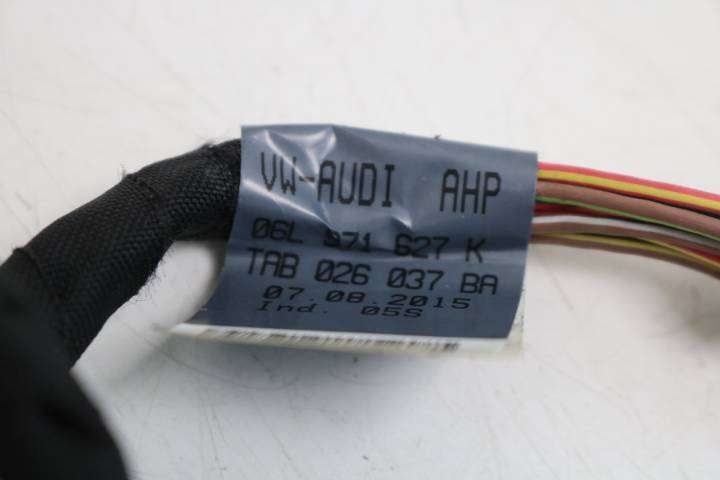 VW-AUDI AHP
06L 971 627 K
TAB 026 037 BA
07.08.2015
Ind. 05S